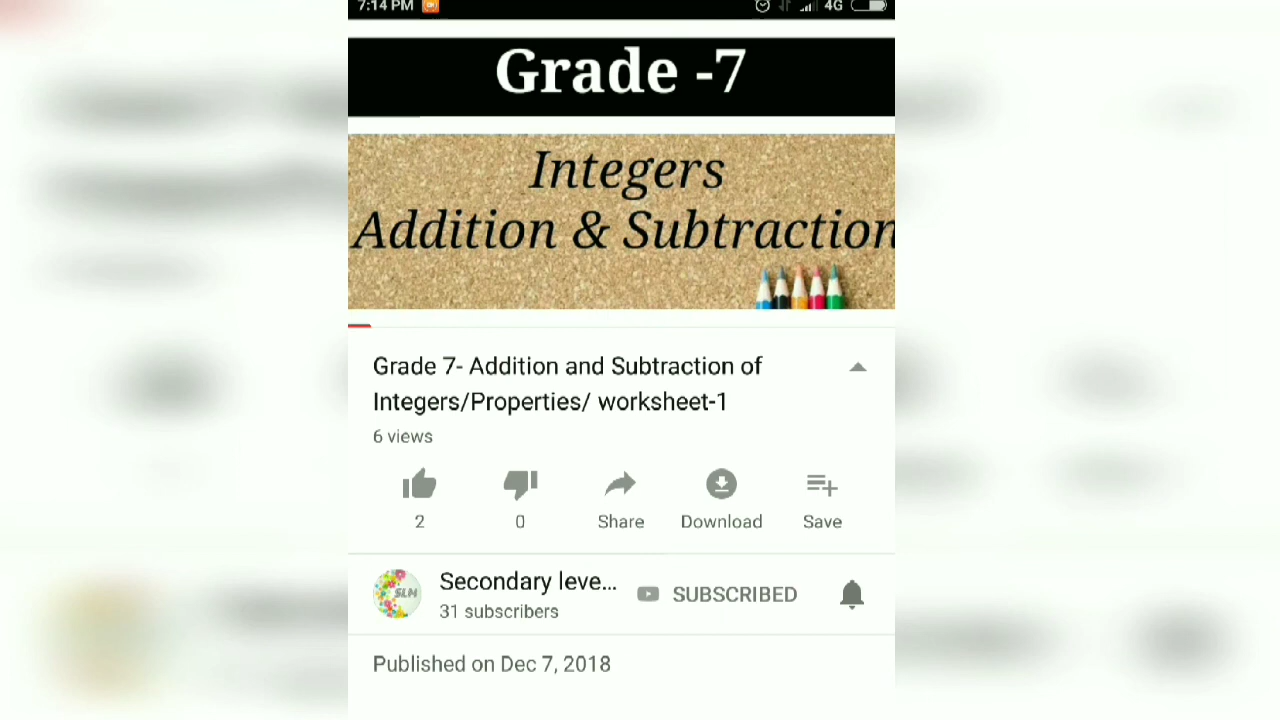 7:14 PM 4G
Grade -7
Integers
Addition & Subtraction
Grade 7- Addition and Subtraction of
Integers/Properties/ worksheet-1
6 views
2 0 Share Download Save
SLM
Secondary leve... SUBSCRIBED
31 subscribers
Published on Dec 7, 2018